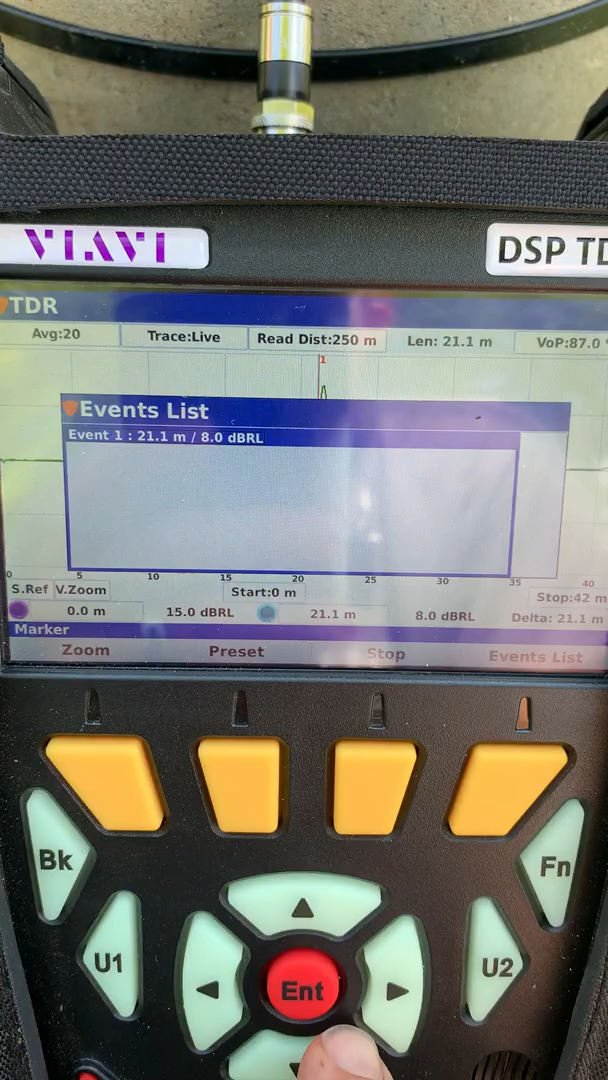 VIAVI
DSP TD
TDR
Avg:20 Trace:Live Read Dist:250 m Len: 21.1 m VoP:87.0
1
Events List
Event 1 : 21.1 m / 8.0 dBRL
0 5 10 15 20 25 30 35 40
S.Ref V.Zoom Start:0 m Stop:42 m
0.0 m 15.0 dBRL 21.1 m 8.0 dBRL Delta: 21.1 m
Marker
Zoom Preset Stop Events List
Bk Fn
U1 Ent U2